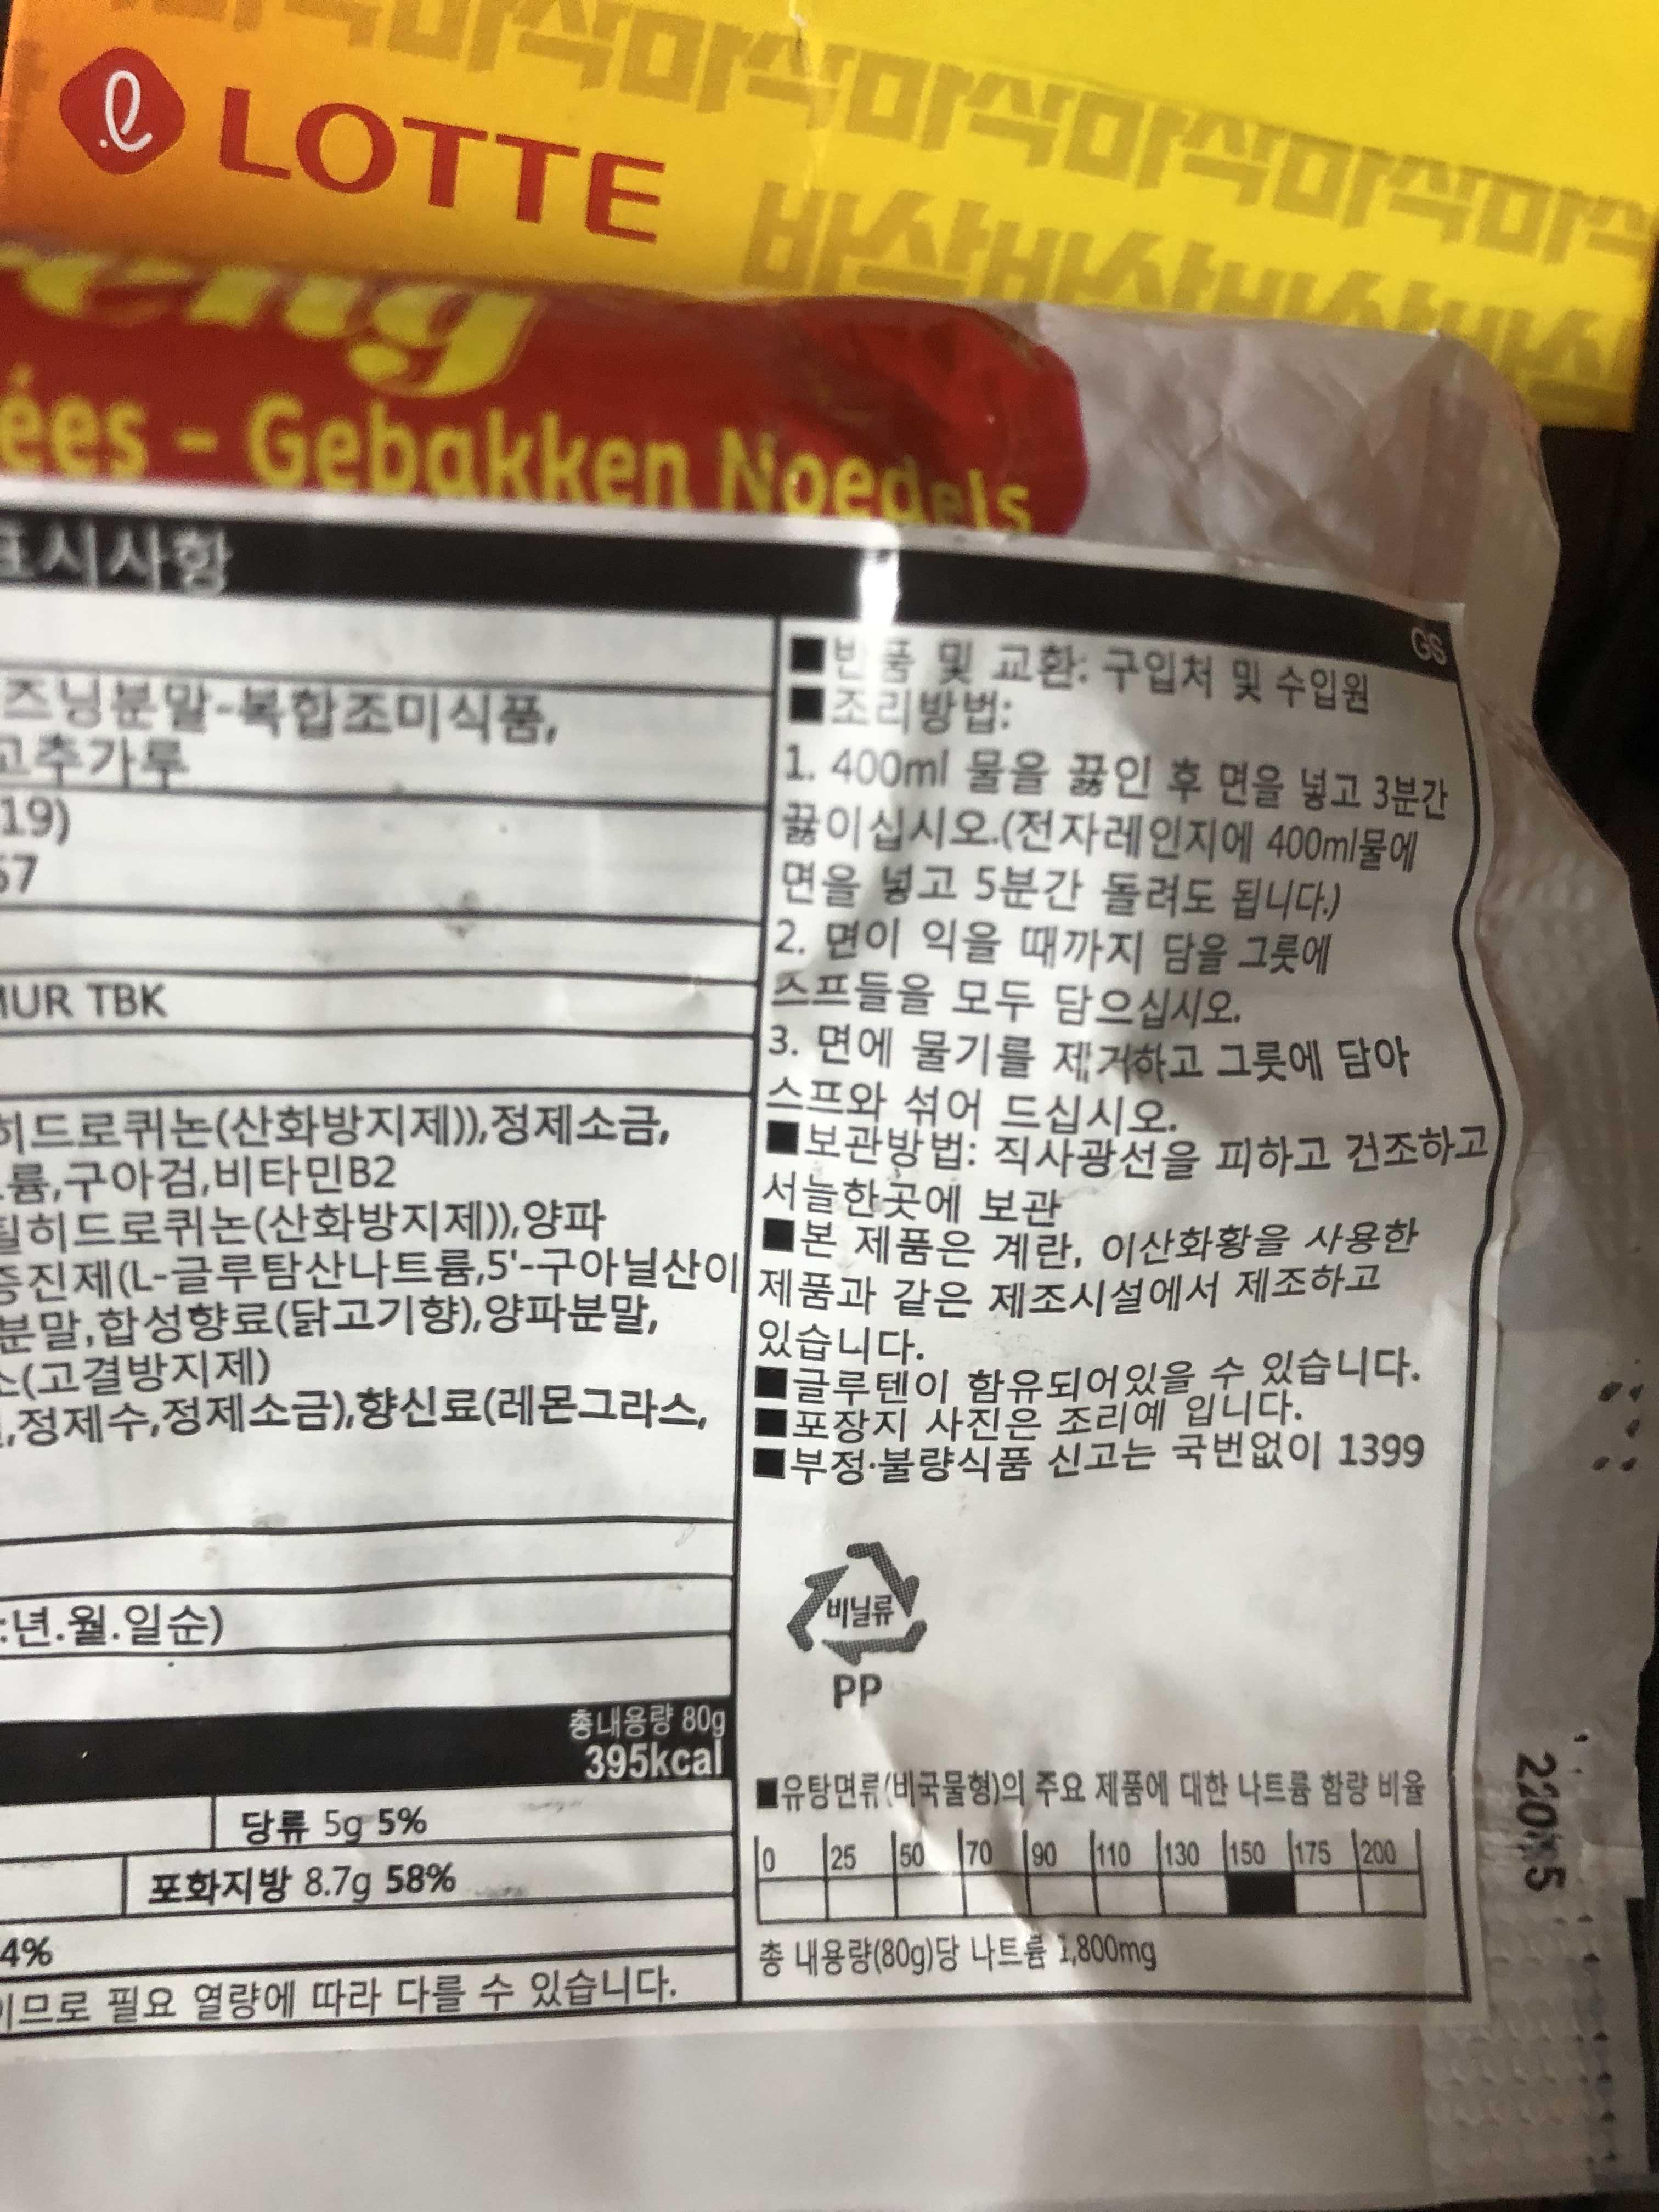 LOTTE
바삭바삭바삭
ees - Gebakken Noedels
표시사항
GS
즈닝분말-복합조미식품,
고추가루
19)
57
MUR TBK
히드로퀴논(산화방지제)),정제소금,
륨,구아검,비타민B2
틸히드로퀴논(산화방지제)),양파
증진제(L-글루탐산나트륨,5'-구아닐산이
분말,합성향료(닭고기향),양파분말,
소(고결방지제)
,정제수,정제소금),향신료(레몬그라스,
:년.월.일순)
총내용량 80g
395kcal
당류 5g 5%
포화지방 8.7g 58%
4%
이므로 필요 열량에 따라 다를 수 있습니다.
■반품 및 교환: 구입처 및 수입원
■조리방법:
1. 400ml 물을 끓인 후 면을 넣고 3분간
끓이십시오.(전자레인지에 400ml물에
면을 넣고 5분간 돌려도 됩니다.)
2. 면이 익을 때까지 담을 그릇에
스프들을 모두 담으십시오.
3. 면에 물기를 제거하고 그릇에 담아
스프와 섞어 드십시오.
■보관방법: 직사광선을 피하고 건조하고
서늘한곳에 보관
■본 제품은 계란, 이산화황을 사용한
제품과 같은 제조시설에서 제조하고
있습니다.
■글루텐이 함유되어있을 수 있습니다.
■포장지 사진은 조리예 입니다.
■부정·불량식품 신고는 국번없이 1399
비닐류
PP
■유탕면류(비국물형)의 주요 제품에 대한 나트륨 함량 비율
0 25 50 70 90 110 130 150 175 200
총 내용량(80g)당 나트륨 1,800mg